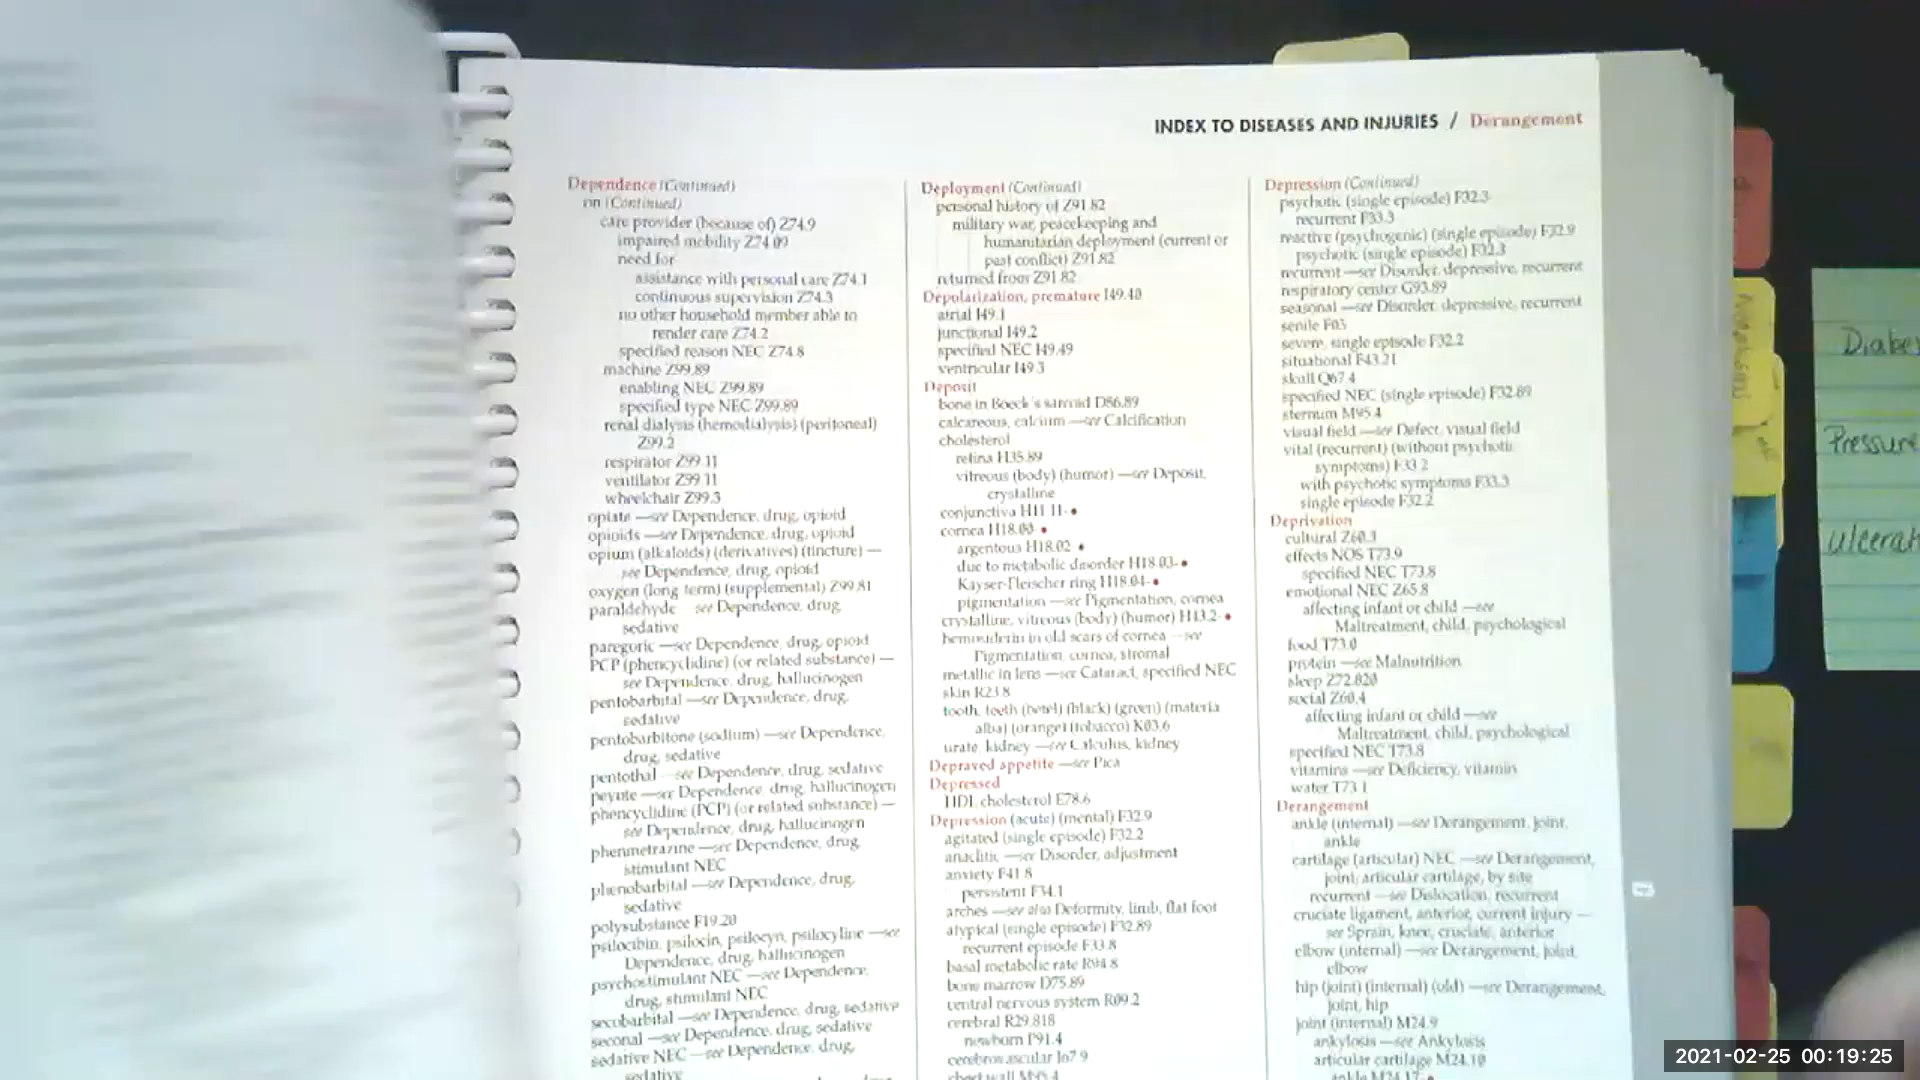 INDEX TO DISEASES AND INJURIES / Derangement
Dependence (Continued)
on (Continued)
care provider (because of) Z74.9
impaired mobility Z74.09
need for
assistance with personal care Z74.1
continuous supervision Z74.3
no other household member able to
render care Z74.2
specified reason NEC Z74.8
machine Z99.89
enabling NEC Z99.89
specified type NEC Z99.89
renal dialysis (hemodialysis) (peritoneal)
Z99.2
respirator Z99.11
ventilator Z99.11
wheelchair Z99.3
opiate —see Dependence, drug, opioid
opioids —see Dependence, drug, opioid
opium (alkaloids) (derivatives) (tincture) —
see Dependence, drug, opioid
oxygen (long term) (supplemental) Z99.81
paraldehyde —see Dependence, drug,
sedative
paregoric —see Dependence, drug, opioid
PCP (phencyclidine) (or related substance) —
see Dependence, drug, hallucinogen
pentobarbital —see Dependence, drug,
sedative
pentobarbitone (sodium) —see Dependence,
drug, sedative
pentothal —see Dependence, drug, sedative
peyote —see Dependence, drug, hallucinogen
phencyclidine (PCP) (or related substance) —
see Dependence, drug, hallucinogen
phenmetrazine —see Dependence, drug,
stimulant NEC
phenobarbital —see Dependence, drug,
sedative
polysubstance F19.20
psilocibin, psilocin, psilocyn, psilocyline —see
Dependence, drug, hallucinogen
psychostimulant NEC —see Dependence,
drug, stimulant NEC
secobarbital —see Dependence, drug, sedative
seconal —see Dependence, drug, sedative
sedative NEC —see Dependence, drug,
sedative
Deployment (Continued)
personal history of Z91.82
military war, peacekeeping and
humanitarian deployment (current or
past conflict) Z91.82
returned from Z91.82
Depolarization, premature I49.40
atrial I49.1
junctional I49.2
specified NEC I49.49
ventricular I49.3
Deposit
bone in Boeck's sarcoid D86.89
calcareous, calcium —see Calcification
cholesterol
retina H35.89
vitreous (body) (humor) —see Deposit,
crystalline
conjunctiva H11.11-
cornea H18.00-
argentous H18.02-
due to metabolic disorder H18.03-
Kayser-Fleischer ring H18.04-
pigmentation —see Pigmentation, cornea
crystalline, vitreous (body) (humor) H43.2-
hemosiderin in old scars of cornea —see
Pigmentation, cornea, stromal
metallic in lens —see Cataract, specified NEC
skin R23.8
tooth, teeth (betel) (black) (green) (materia
alba) (orange) (tobacco) K03.6
urate, kidney —see Calculus, kidney
Depraved appetite —see Pica
Depressed
HDL cholesterol E78.6
Depression (acute) (mental) F32.9
agitated (single episode) F32.2
anaclitic —see Disorder, adjustment
anxiety F41.8
persistent F34.1
arches —see also Deformity, limb, flat foot
atypical (single episode) F32.89
recurrent episode F33.8
basal metabolic rate R94.8
bone marrow D75.89
central nervous system R09.2
cerebral R29.818
newborn P91.4
cerebrovascular I67.9
chest wall M95.4
Depression (Continued)
psychotic (single episode) F32.3
recurrent F33.3
reactive (psychogenic) (single episode) F32.9
psychotic (single episode) F32.3
recurrent —see Disorder, depressive, recurrent
respiratory center G93.89
seasonal —see Disorder, depressive, recurrent
senile F03
severe, single episode F32.2
situational F43.21
skull Q67.4
specified NEC (single episode) F32.89
sternum M95.4
visual field —see Defect, visual field
vital (recurrent) (without psychotic
symptoms) F33.2
with psychotic symptoms F33.3
single episode F32.2
Deprivation
cultural Z60.3
effects NOS T73.9
specified NEC T73.8
emotional NEC Z65.8
affecting infant or child —see
Maltreatment, child, psychological
food T73.0
protein —see Malnutrition
sleep Z72.820
social Z60.4
affecting infant or child —see
Maltreatment, child, psychological
specified NEC T73.8
vitamins —see Deficiency, vitamin
water T73.1
Derangement
ankle (internal) —see Derangement, joint,
ankle
cartilage (articular) NEC —see Derangement,
joint, articular cartilage, by site
recurrent —see Dislocation, recurrent
cruciate ligament, anterior, current injury —
see Sprain, knee, cruciate, anterior
elbow (internal) —see Derangement, joint,
elbow
hip (joint) (internal) (old) —see Derangement,
joint, hip
joint (internal) M24.9
ankylosis —see Ankylosis
articular cartilage M24.10
ankle M24.17-
Diabe
Pressure
Ulcerat
2021-02-25 00:19:25